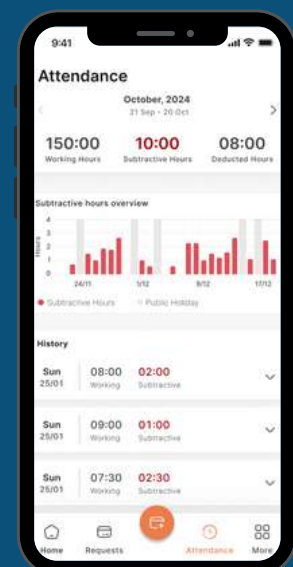 9:41
Attendance
October, 2024
21 Sep - 20 Oct
150:00 10:00 08:00
Working Hours Subtractive Hours Deducted Hours
Subtractive hours overview
Hours
4
3
2
1
0
24/11 1/12 9/12 17/12
Subtractive Hours Public Holiday
History
Sun 08:00 02:00
25/01 Working Subtractive
Sun 09:00 01:00
25/01 Working Subtractive
Sun 07:30 02:30
25/01 Working Subtractive
Home Requests Attendance More